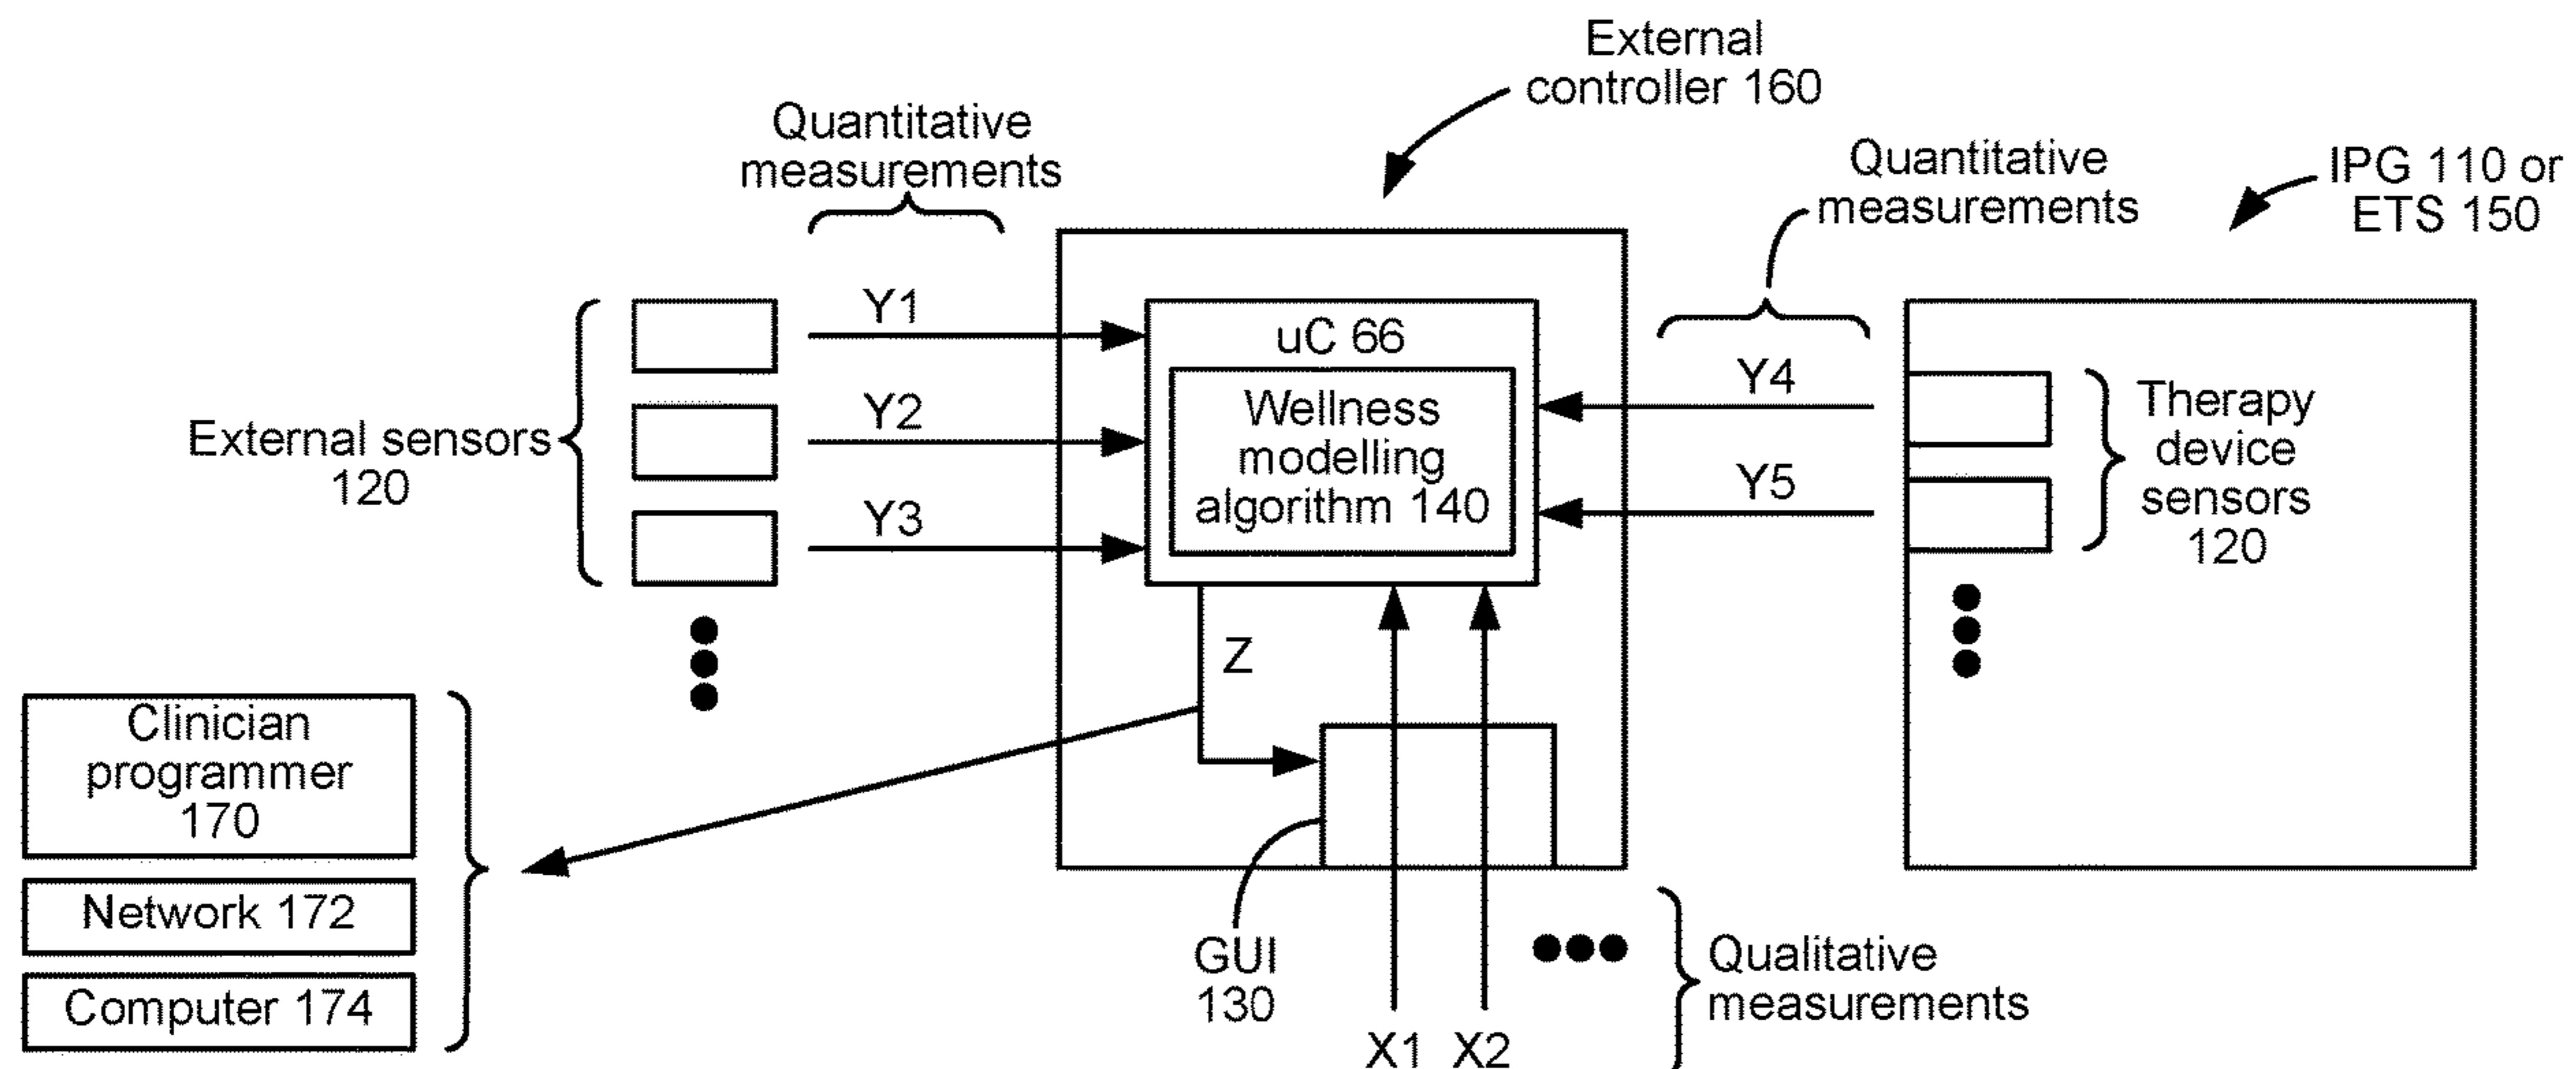 External
controller 160
Quantitative
measurements
Quantitative
measurements
IPG 110 or
ETS 150
Y1
Y2
Y3
External sensors
120
uC 66
Wellness
modelling
algorithm 140
Y4
Y5
Therapy
device
sensors
120
Z
Clinician
programmer
170
Network 172
Computer 174
GUI
130
X1 X2
Qualitative
measurements